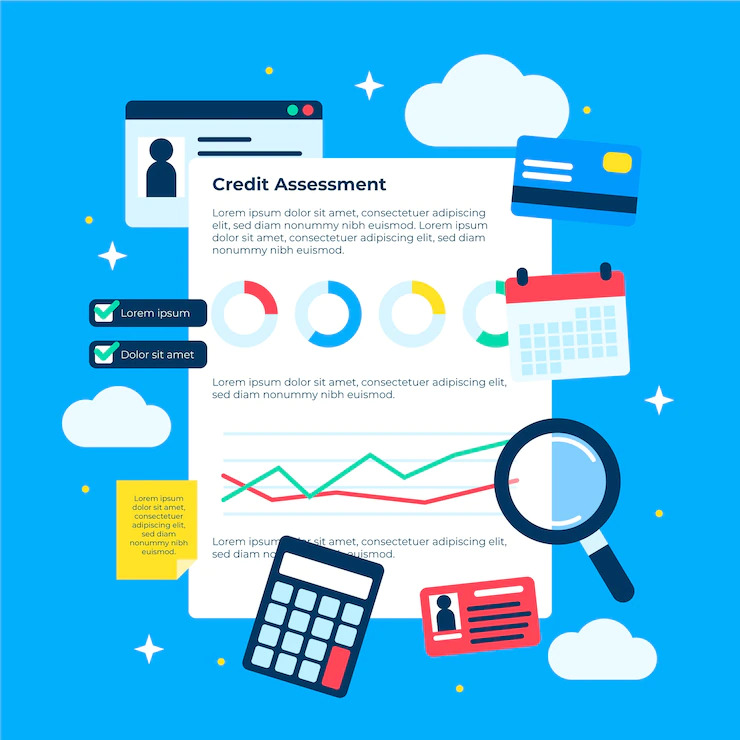 Credit Assessment
Lorem ipsum dolor sit amet, consectetuer adipiscing
elit, sed diam nonummy nibh euismod. Lorem ipsum
dolor sit amet, consectetuer adipiscing elit, sed diam
nonummy nibh euismod.
Lorem ipsum
Dolor sit amet
Lorem ipsum dolor sit amet, consectetuer adipiscing elit,
sed diam nonummy nibh euismod.
Lorem ipsum
dolor sit amet,
consectetuer
adipiscing elit,
sed diam
nonummy nibh
euismod.
Lorem ipsum dolor sit amet, consectetuer adipiscing elit,
sed diam euismod.